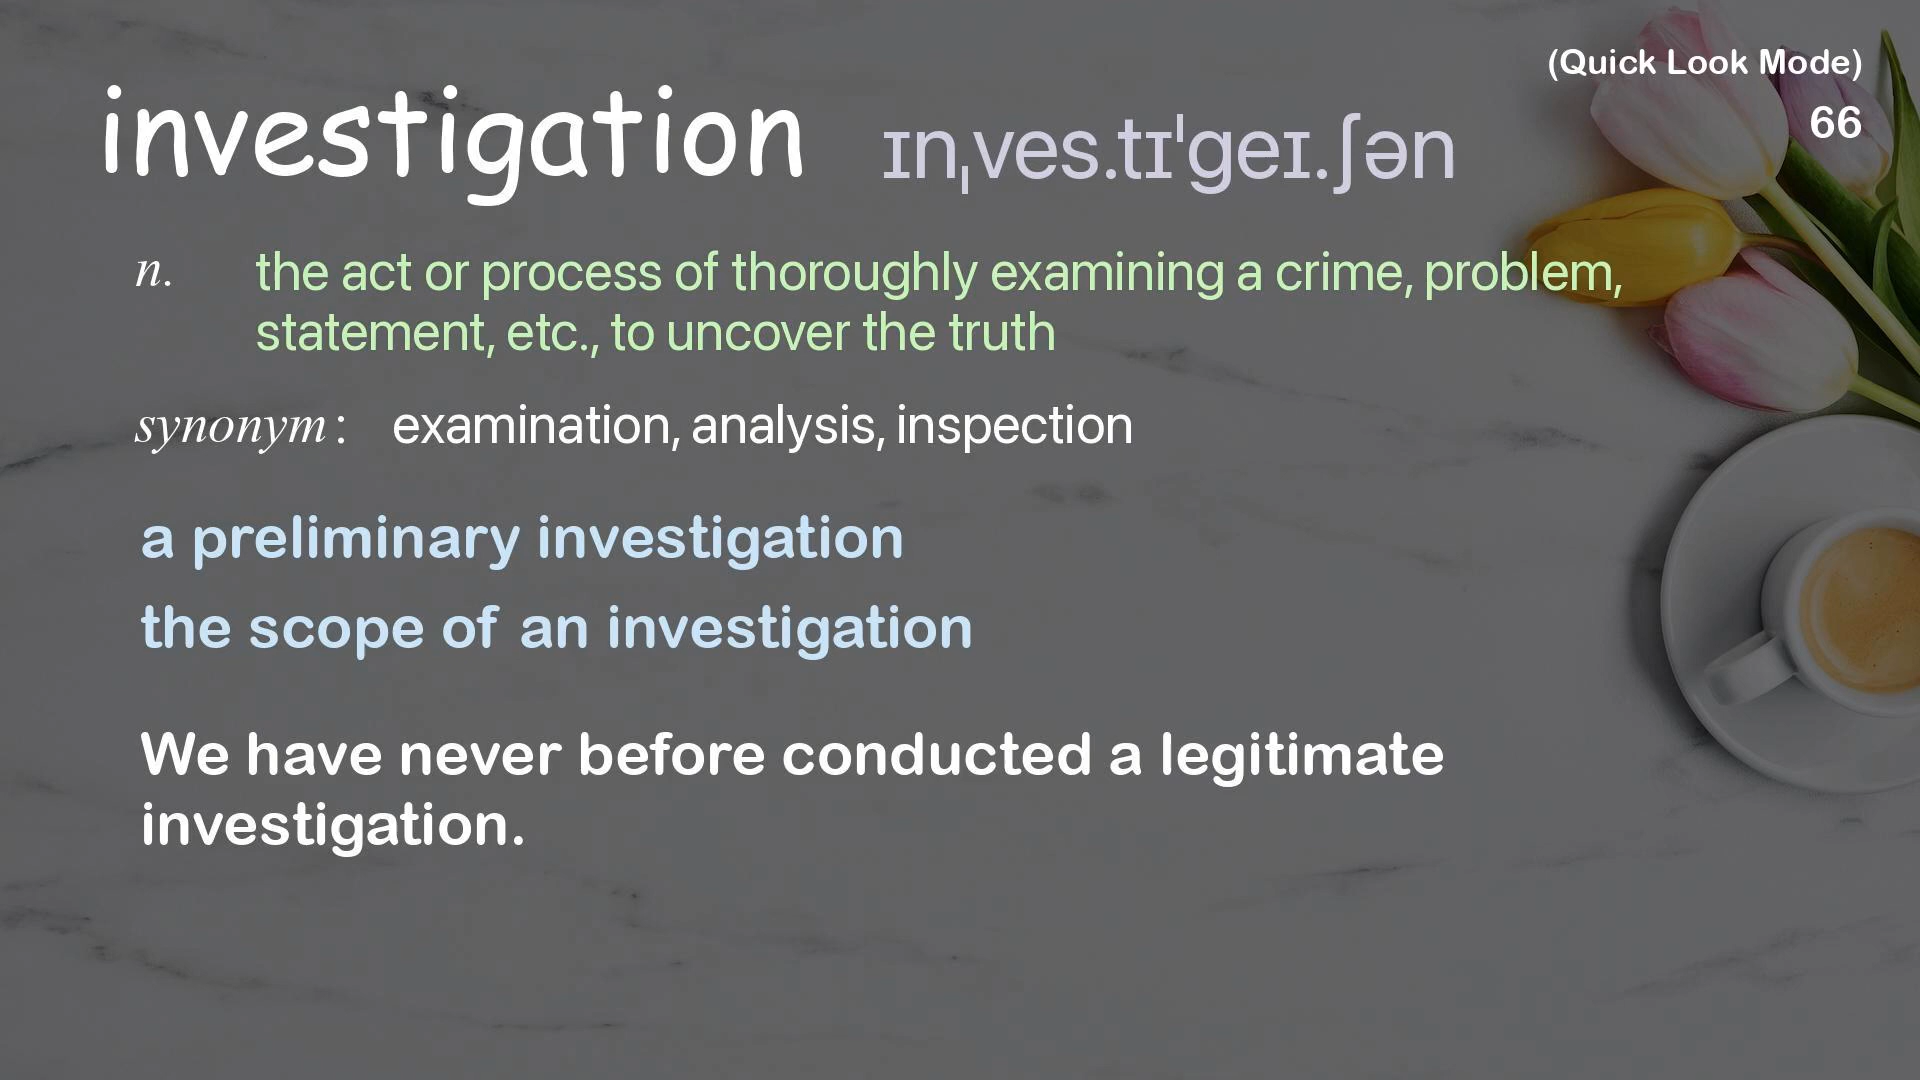 (Quick Look Mode)
investigation ɪnˌves.tɪˈɡeɪ.ʃən
66
n. the act or process of thoroughly examining a crime, problem,
statement, etc., to uncover the truth
synonym: examination, analysis, inspection
a preliminary investigation
the scope of an investigation
We have never before conducted a legitimate
investigation.